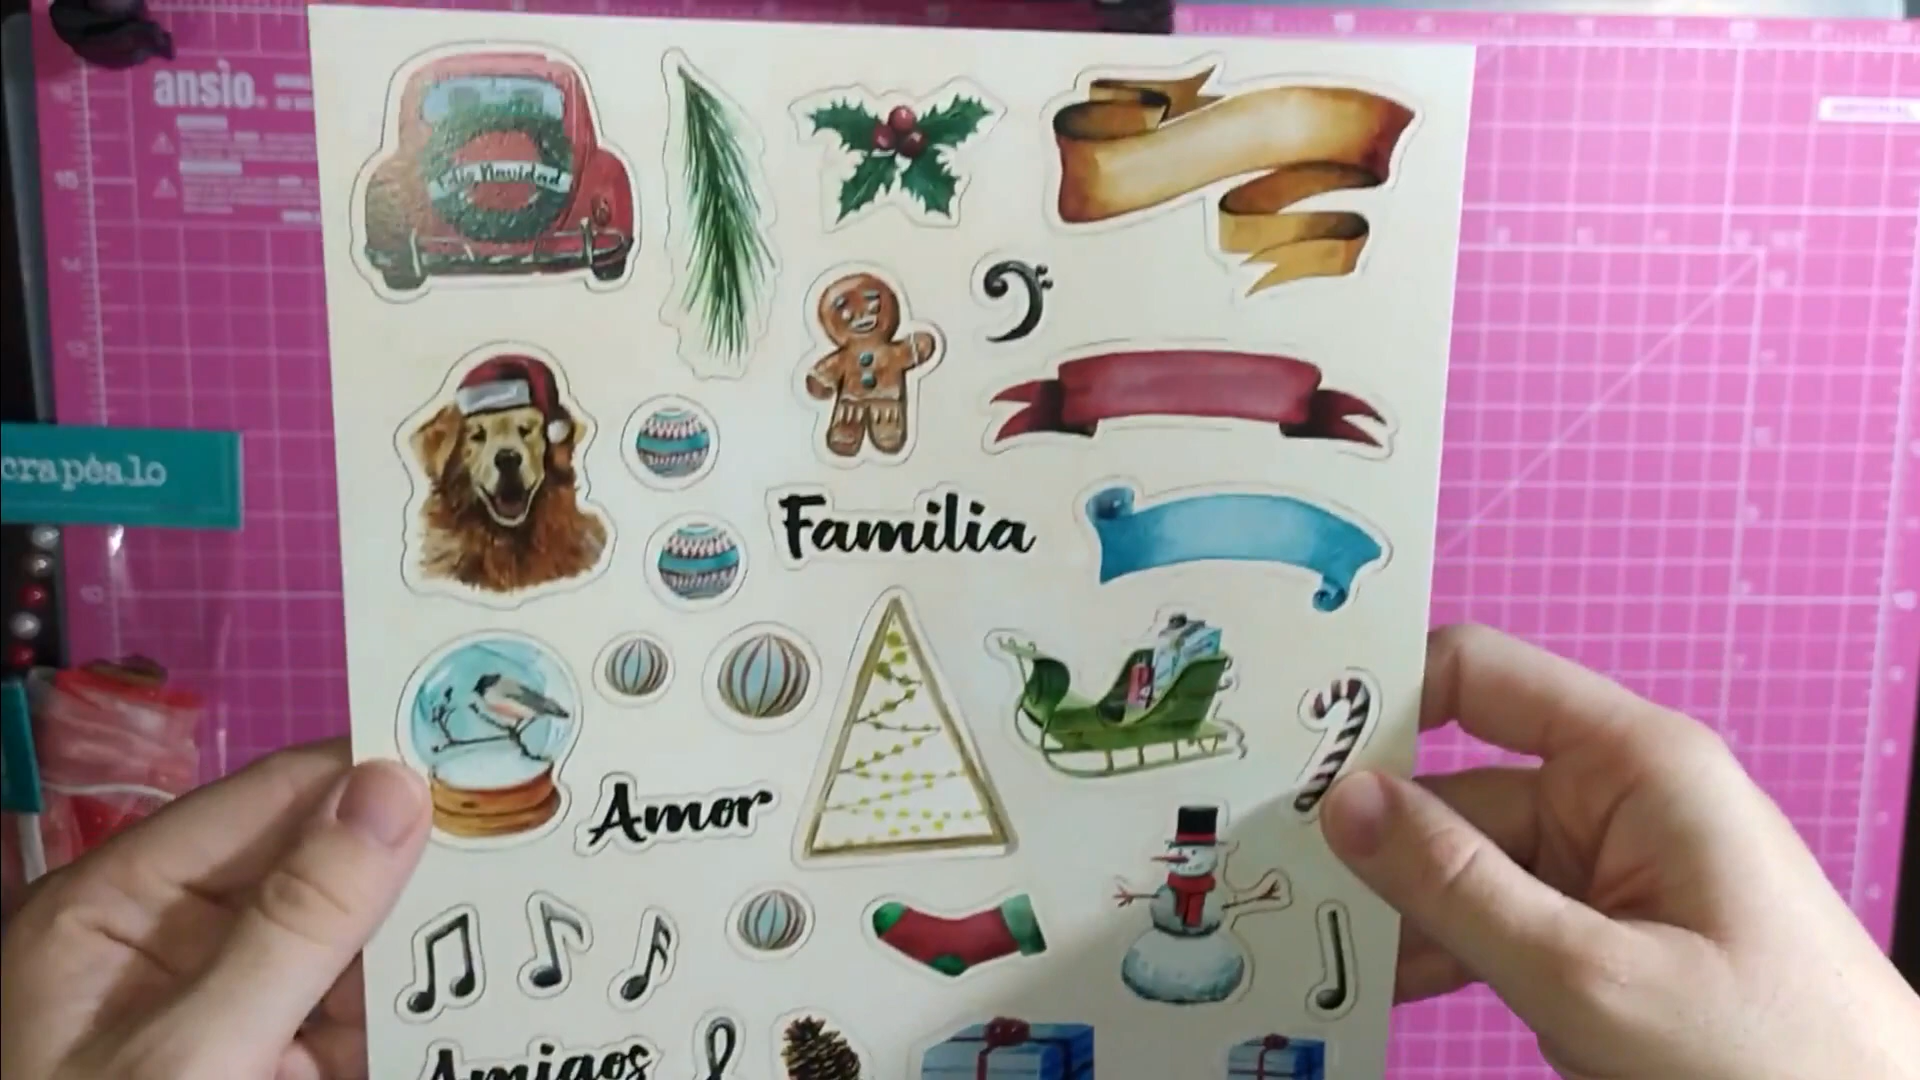 ansio.
Feliz Navidad
crapéalo
Familia
Amor
Amigos